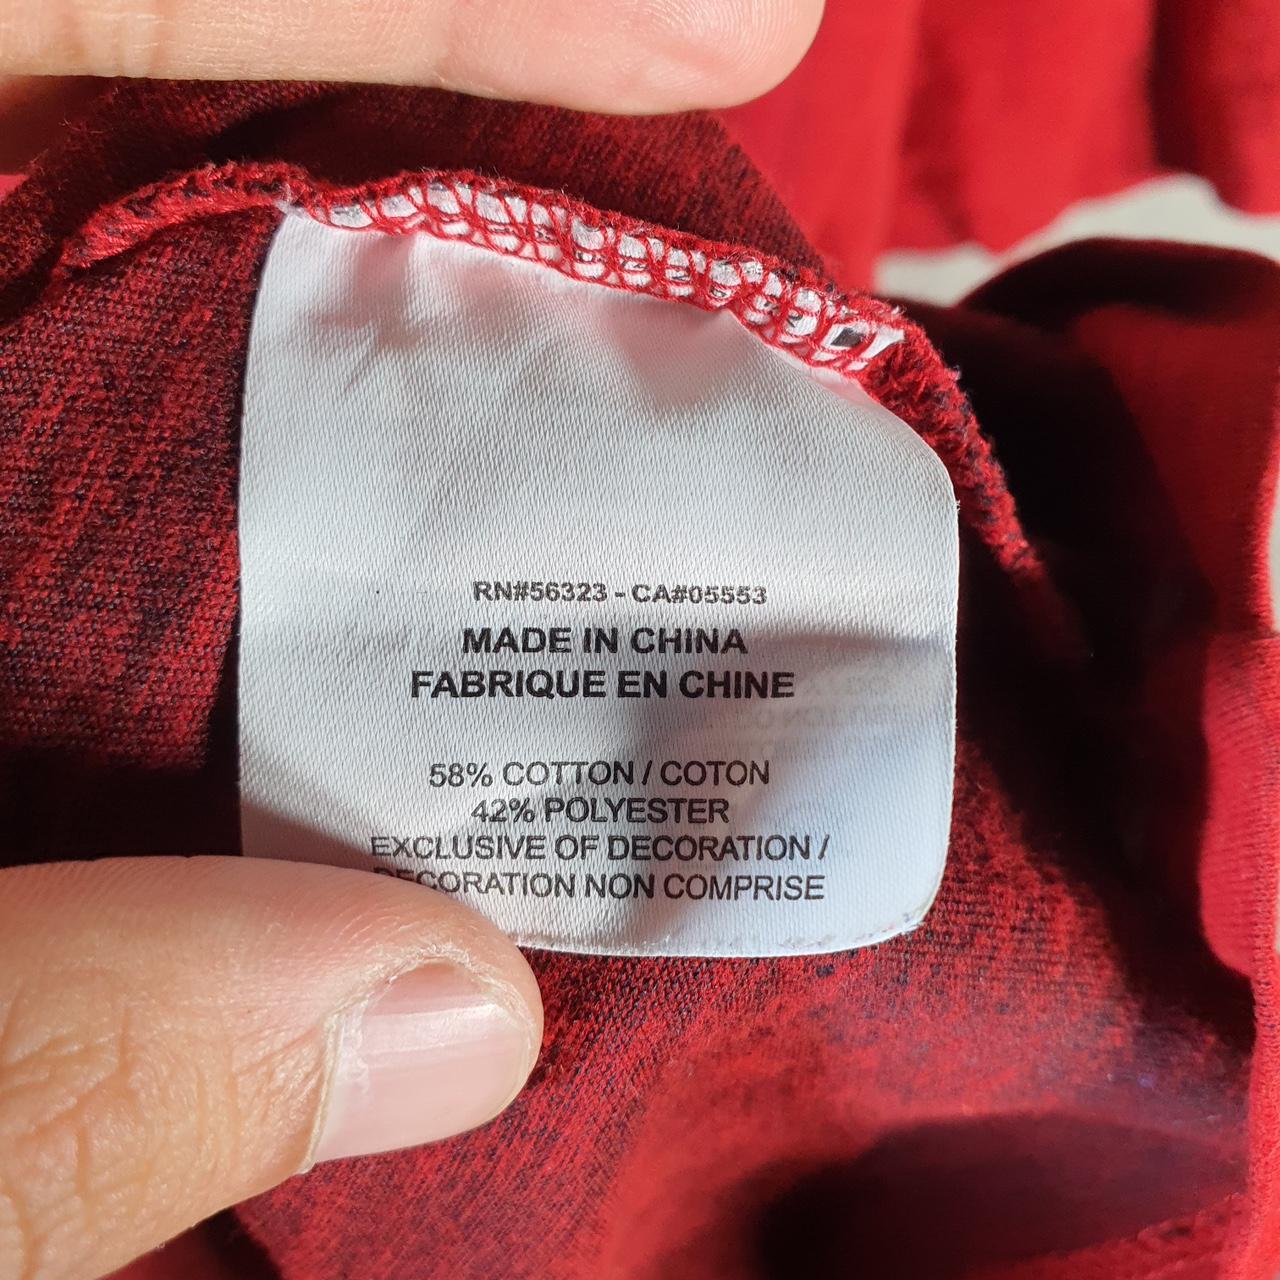 RN#56323 - CA#05553
MADE IN CHINA
FABRIQUE EN CHINE
58% COTTON / COTON
42% POLYESTER
EXCLUSIVE OF DECORATION /
DECORATION NON COMPRISE